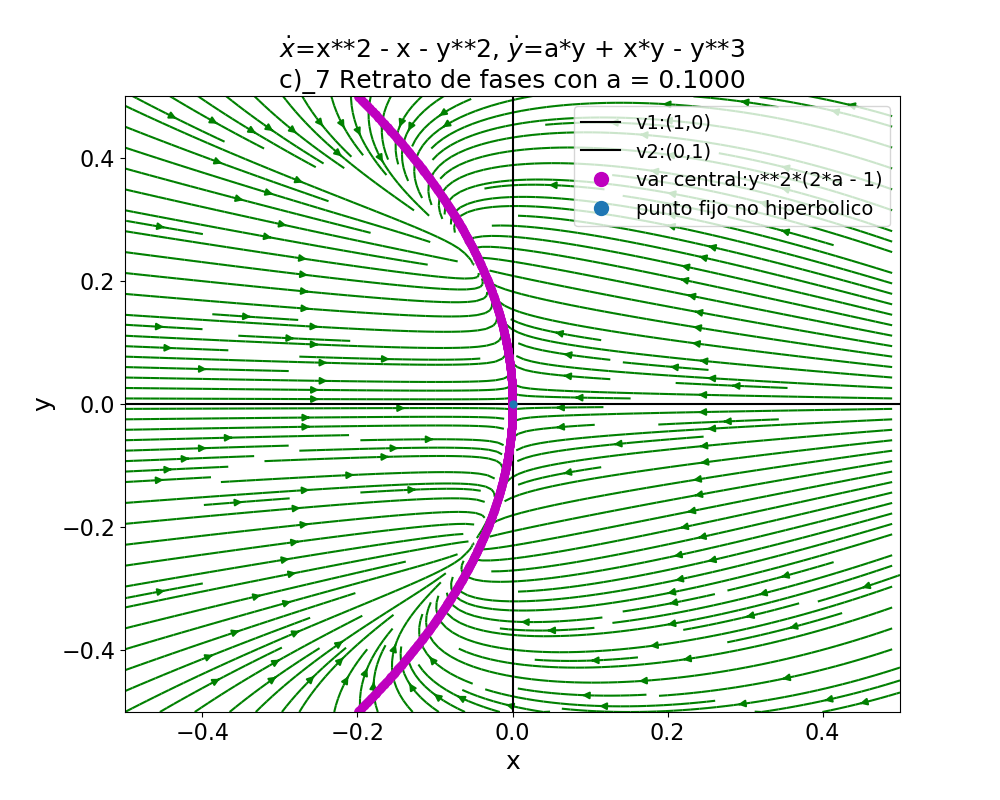 ẋ=x**2 - x - y**2, ẏ=a*y + x*y - y**3
c)_7 Retrato de fases con a = 0.1000
v1:(1,0)
v2:(0,1)
var central:y**2*(2*a - 1)
punto fijo no hiperbolico
0.4
0.2
0.0
−0.2
−0.4
y
−0.4 −0.2 0.0 0.2 0.4
x